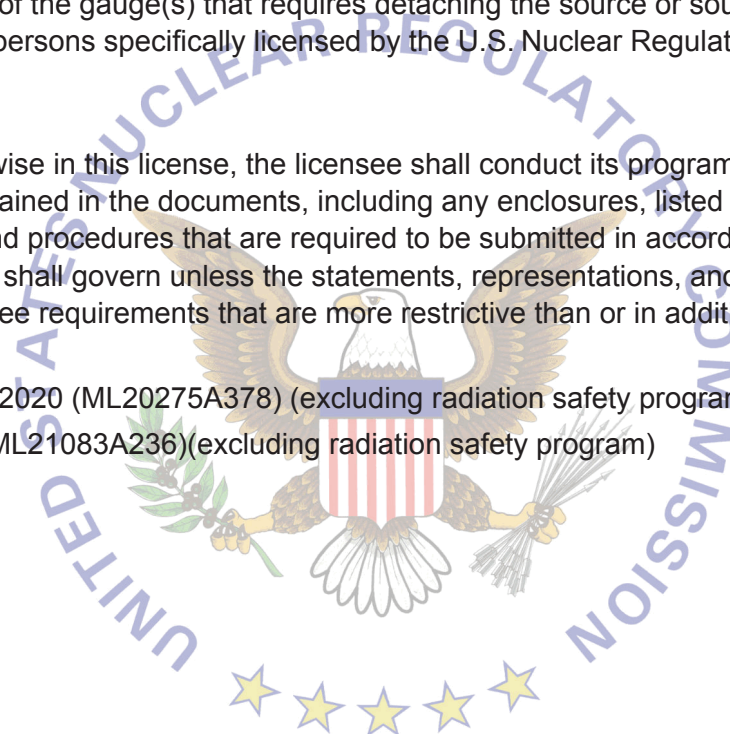 of the gauge(s) that requires detaching the source or sou
persons specifically licensed by the U.S. Nuclear Regulat
wise in this license, the licensee shall conduct its program
ained in the documents, including any enclosures, listed
nd procedures that are required to be submitted in accord
shall govern unless the statements, representations, and
ee requirements that are more restrictive than or in addit
2020 (ML20275A378) (excluding radiation safety program
ML21083A236)(excluding radiation safety program)
UNITED STATES NUCLEAR REGULATORY COMMISSION